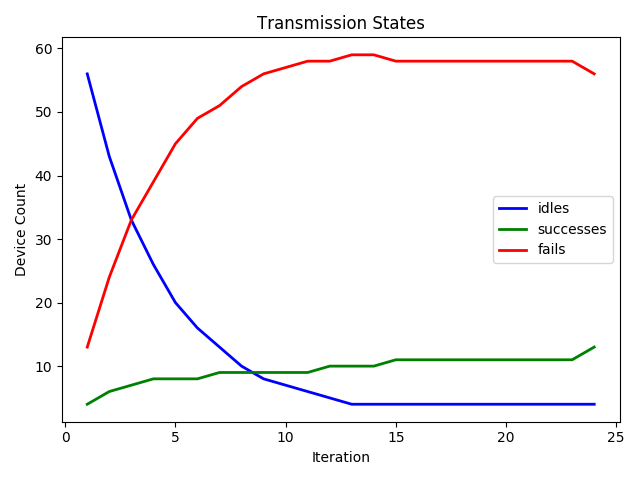 Transmission States
60
50
40
30
20
10
Device Count
idles
successes
fails
0
5
10
15
20
25
Iteration